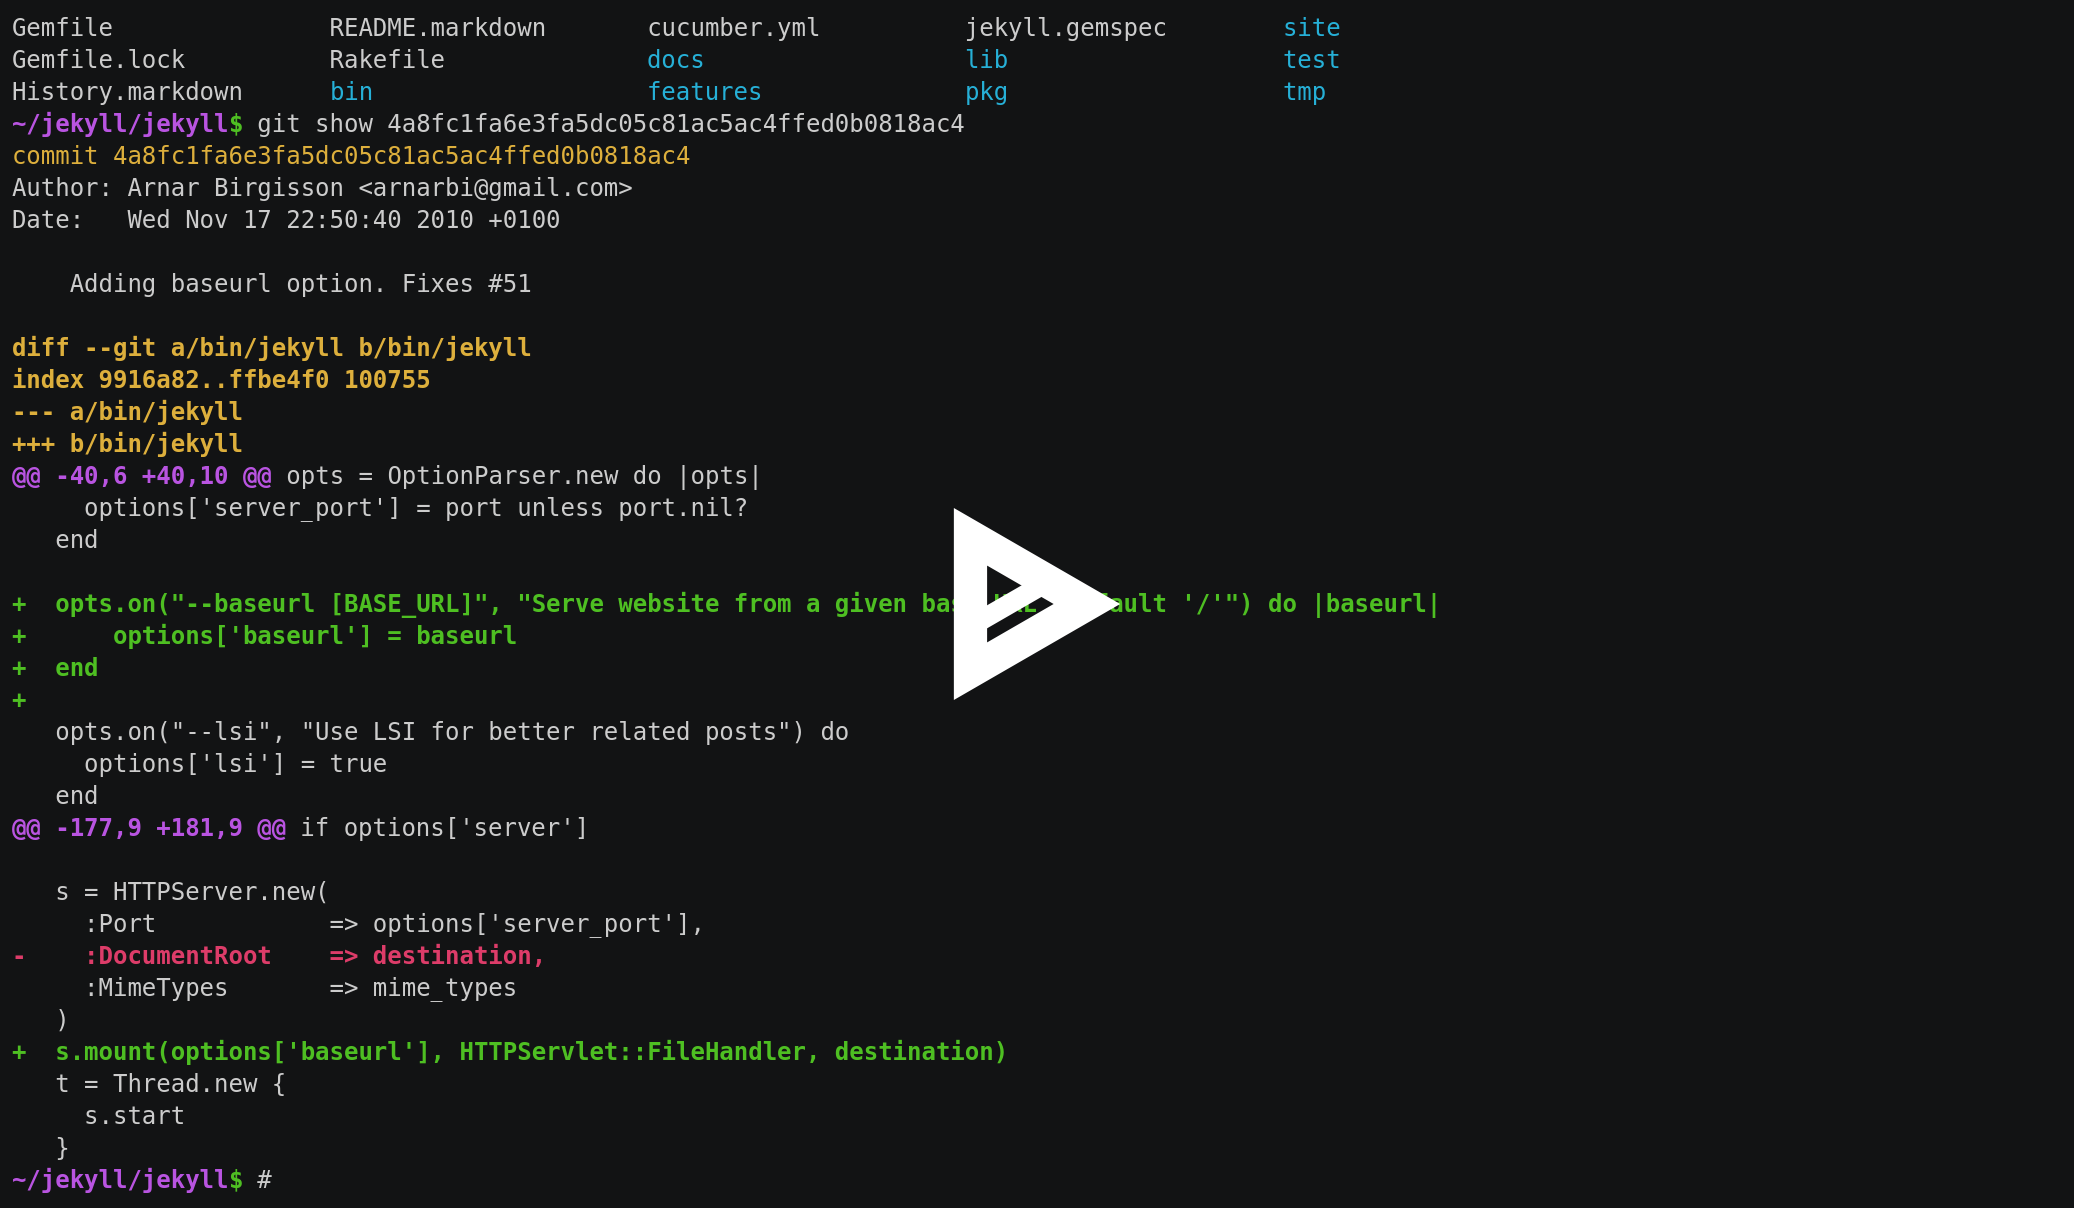 Gemfile               README.markdown       cucumber.yml          jekyll.gemspec        site
Gemfile.lock          Rakefile              docs                  lib                   test
History.markdown      bin                   features              pkg                   tmp
~/jekyll/jekyll$ git show 4a8fc1fa6e3fa5dc05c81ac5ac4ffed0b0818ac4
commit 4a8fc1fa6e3fa5dc05c81ac5ac4ffed0b0818ac4
Author: Arnar Birgisson <arnarbi@gmail.com>
Date:   Wed Nov 17 22:50:40 2010 +0100

    Adding baseurl option. Fixes #51

diff --git a/bin/jekyll b/bin/jekyll
index 9916a82..ffbe4f0 100755
--- a/bin/jekyll
+++ b/bin/jekyll
@@ -40,6 +40,10 @@ opts = OptionParser.new do |opts|
     options['server_port'] = port unless port.nil?
   end

+  opts.on("--baseurl [BASE_URL]", "Serve website from a given '/'") do |baseurl|
+      options['baseurl'] = baseurl
+  end
+
   opts.on("--lsi", "Use LSI for better related posts") do
     options['lsi'] = true
   end
@@ -177,9 +181,9 @@ if options['server']

   s = HTTPServer.new(
     :Port            => options['server_port'],
-    :DocumentRoot    => destination,
     :MimeTypes       => mime_types
   )
+  s.mount(options['baseurl'], HTTPServlet::FileHandler, destination)
   t = Thread.new {
     s.start
   }
~/jekyll/jekyll$ #